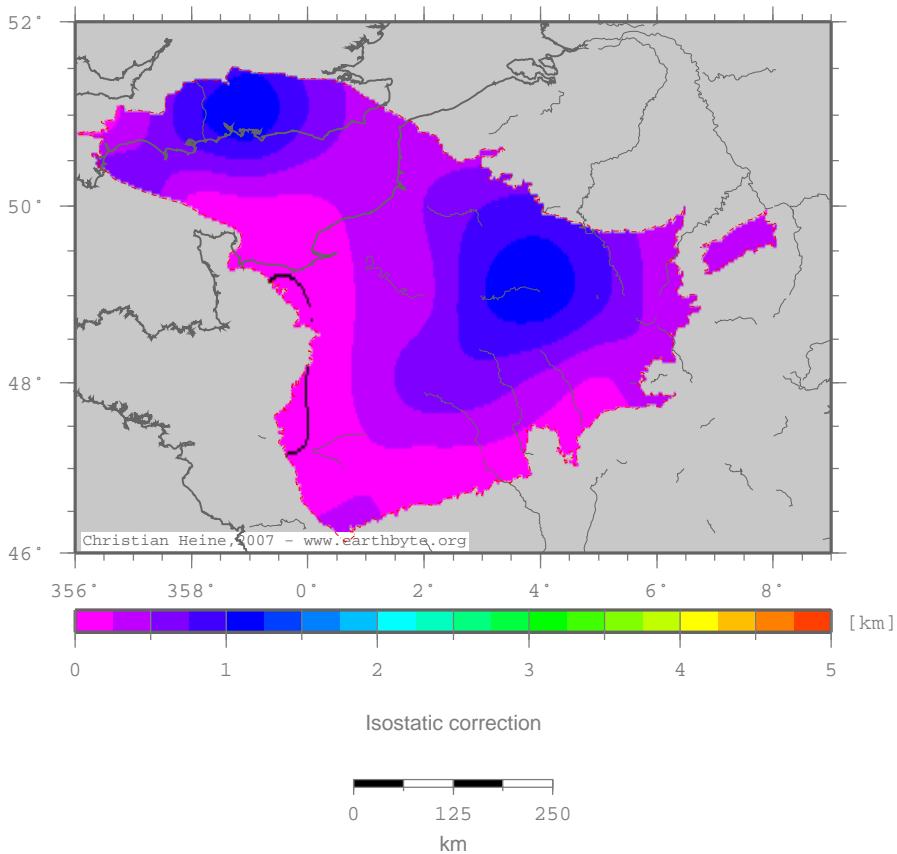 52°
50°
48°
46°
Christian Heine, 2007 - www.earthbyte.org
356° 358° 0° 2° 4° 6° 8°
[km]
0 1 2 3 4 5
Isostatic correction
0 125 250
km